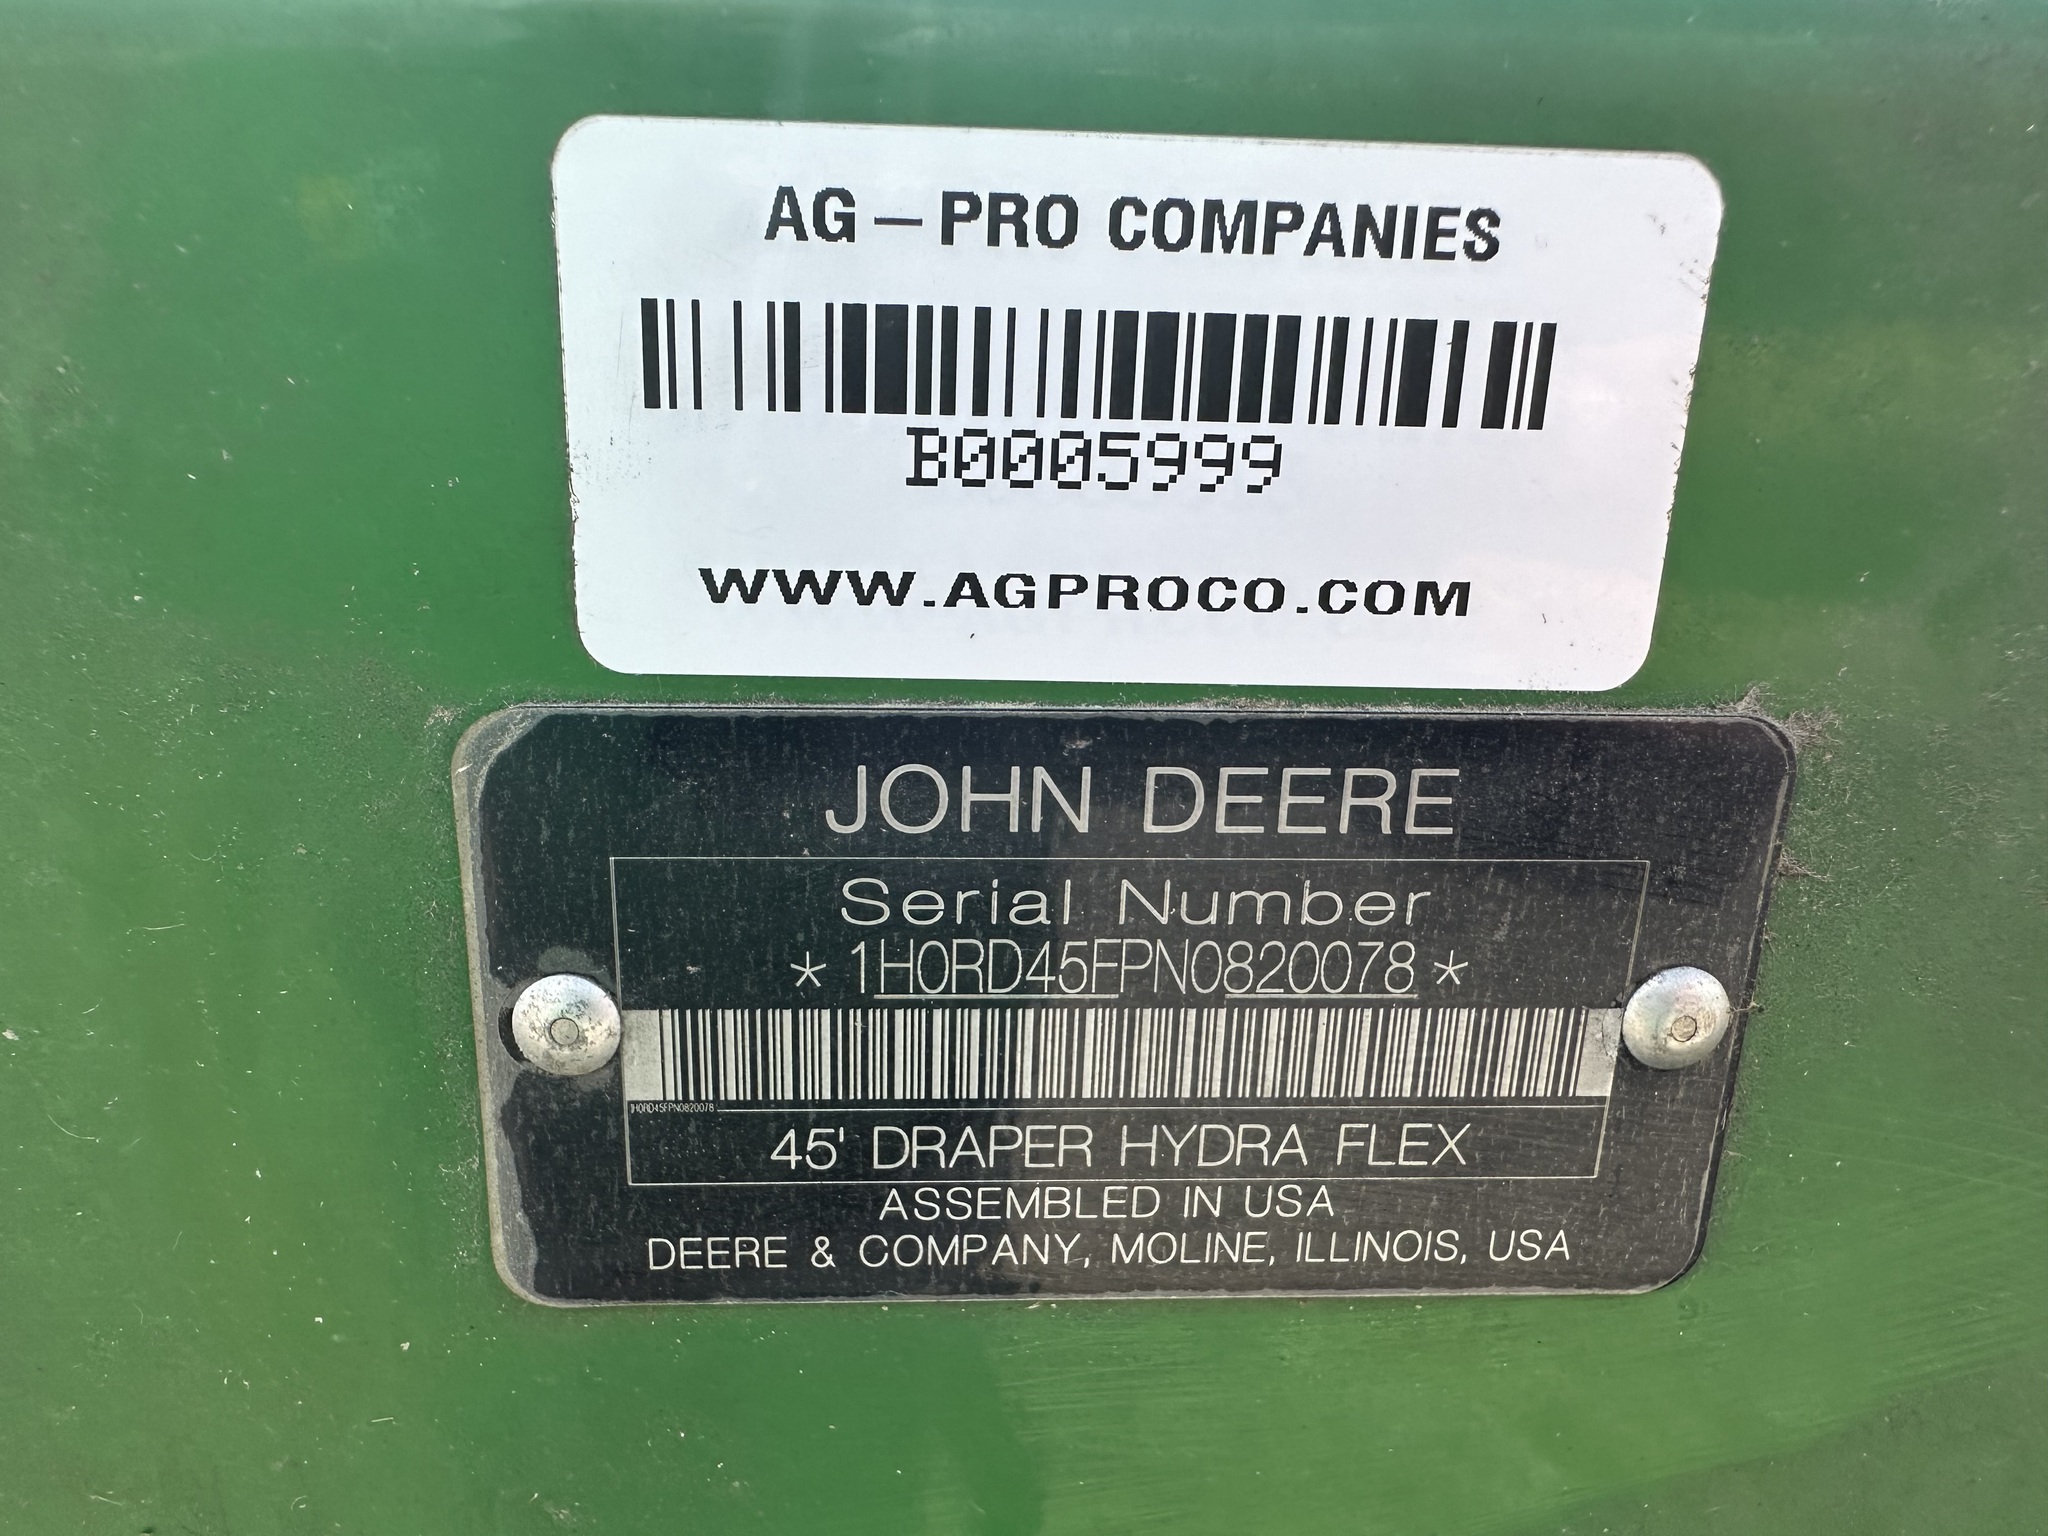 AG-PRO COMPANIES
B0005999
WWW.AGPROCO.COM
JOHN DEERE
Serial Number
*1H0RD45FPN0820078*
1H0RD45FPN0820078
45' DRAPER HYDRA FLEX
ASSEMBLED IN USA
DEERE & COMPANY, MOLINE, ILLINOIS, USA